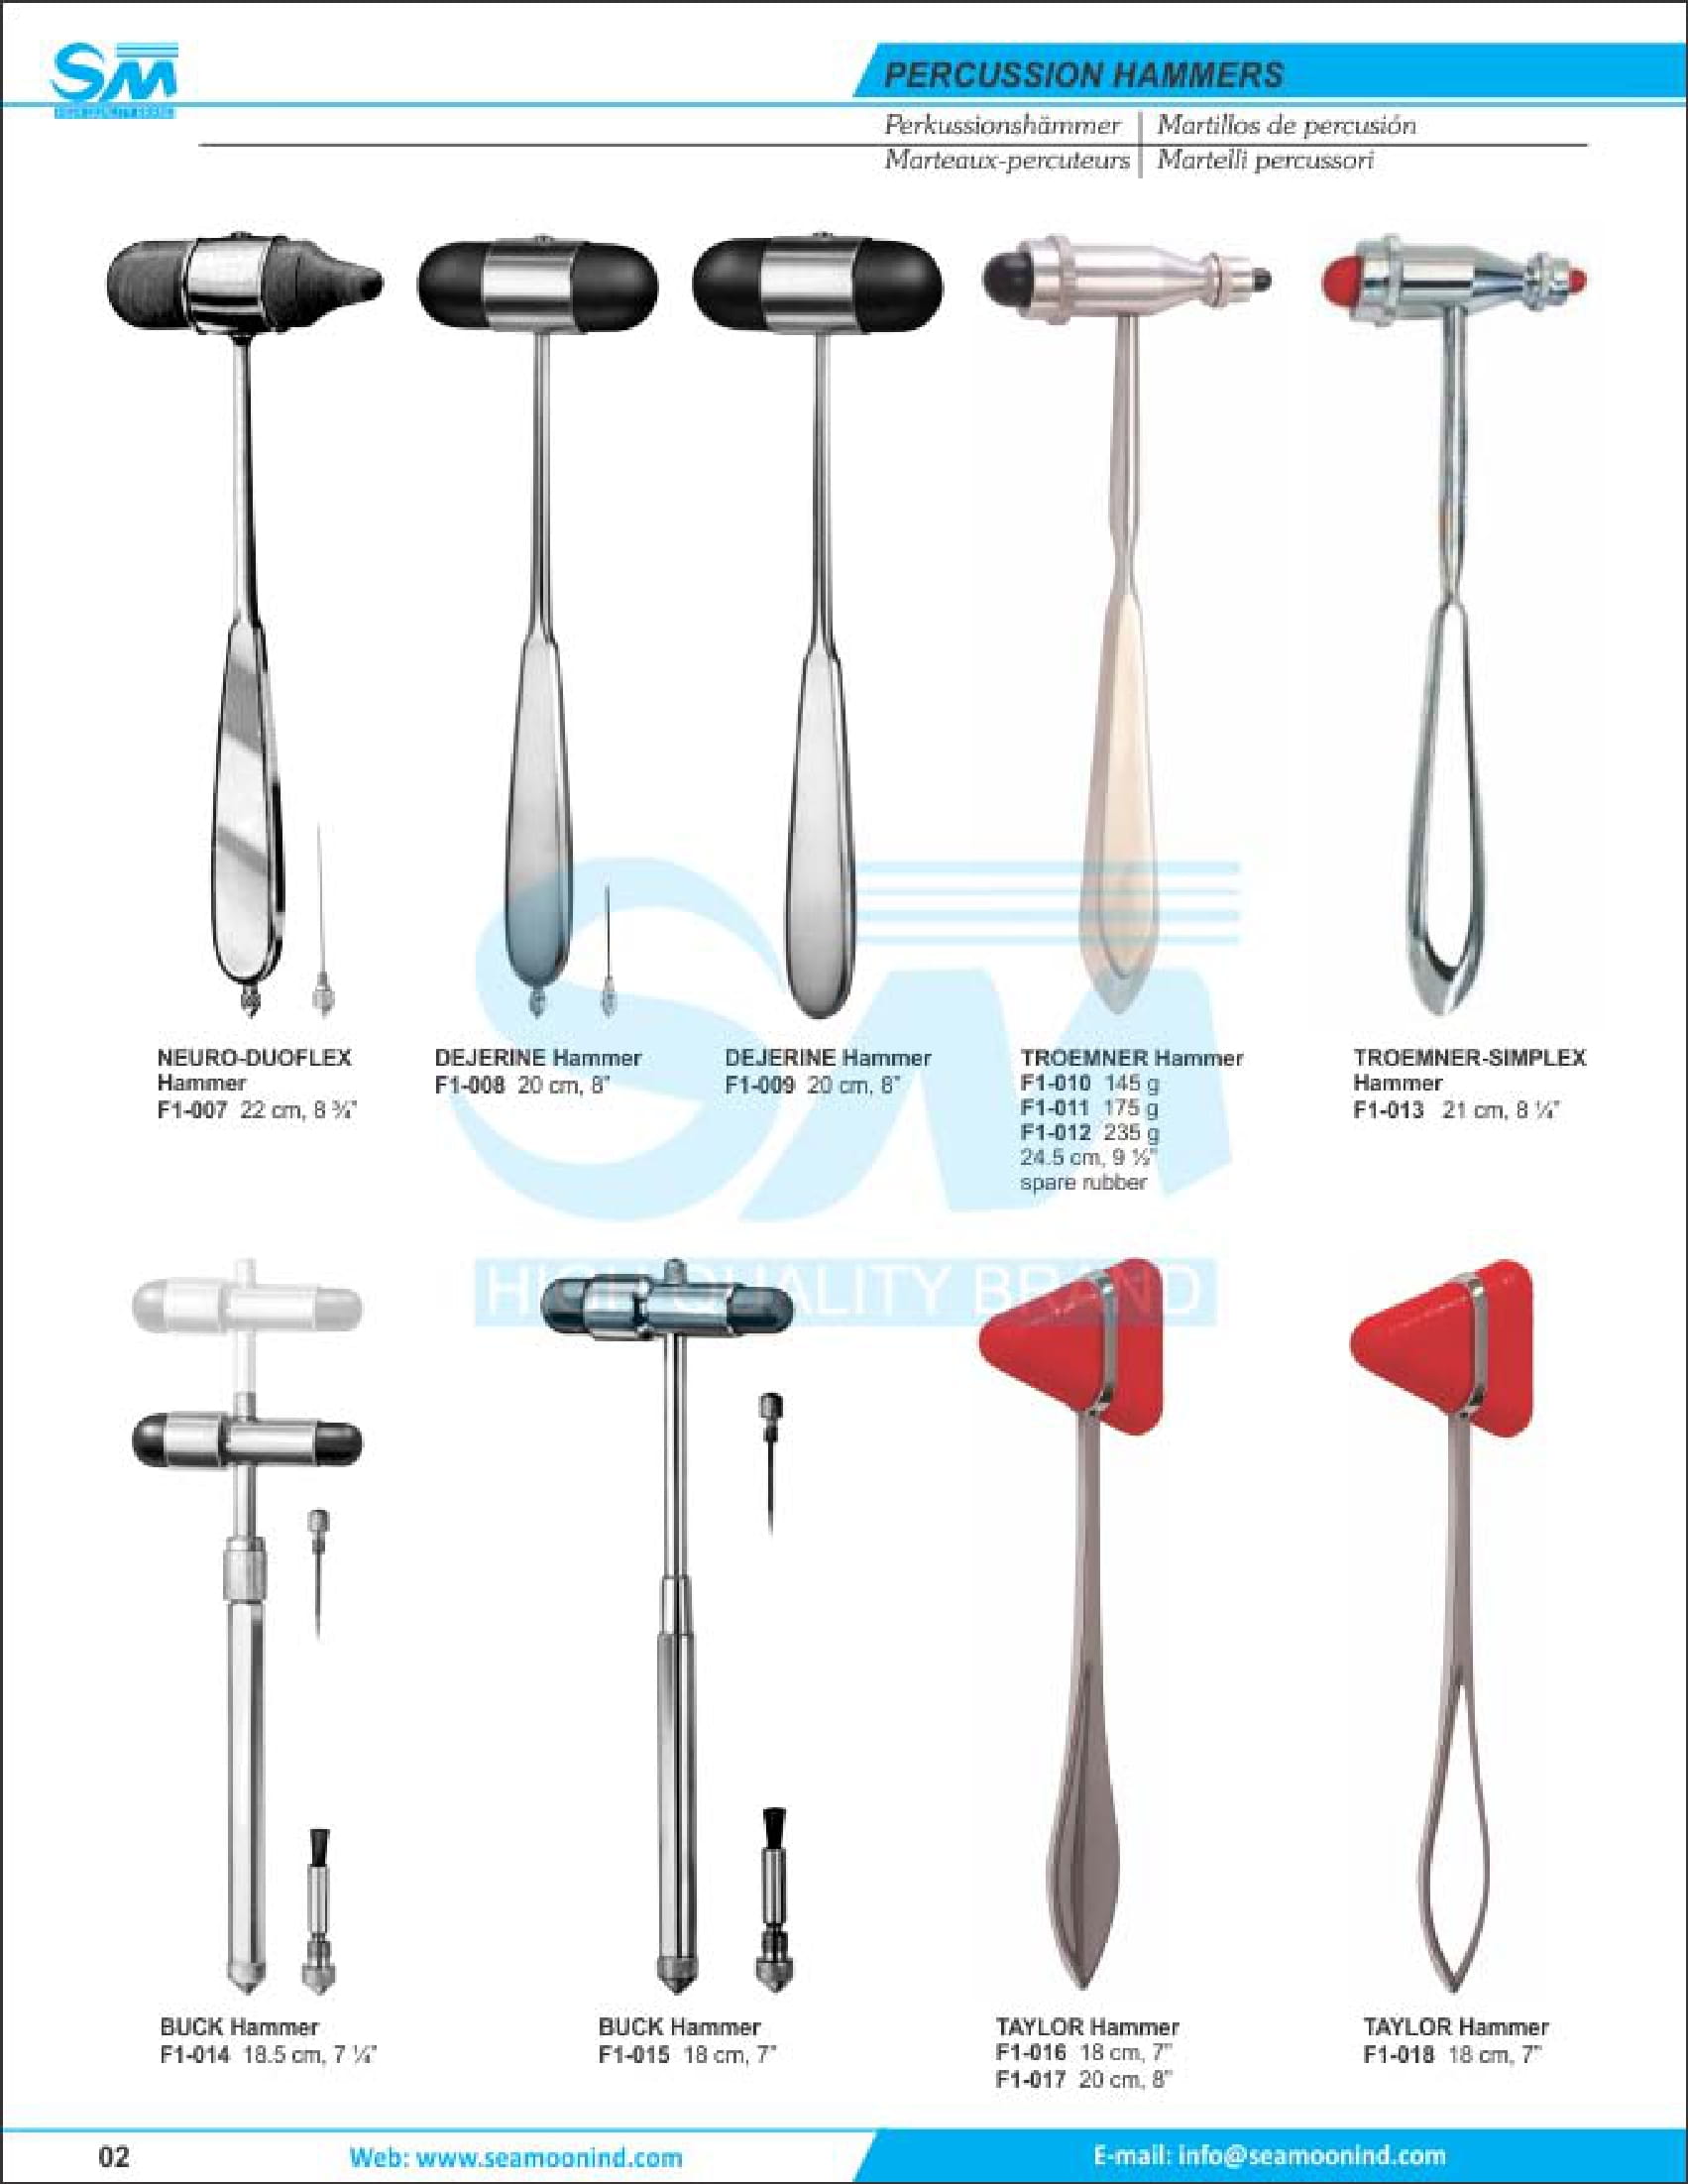 SM
PERCUSSION HAMMERS
Perkussionshämmer
Martillos de percusión
Marteaux-percuteurs
Martelli percussori
NEURO-DUOFLEX
Hammer
F1-007 22 cm, 8 ¾"
DEJERINE Hammer
F1-008 20 cm, 8"
DEJERINE Hammer
F1-009 20 cm, 8"
TROEMNER Hammer
F1-010 145 g
F1-011 175 g
F1-012 235 g
24.5 cm, 9 ½"
spare rubber
TROEMNER-SIMPLEX
Hammer
F1-013 21 cm, 8 ¼"
SM
HIGH QUALITY BRAND
BUCK Hammer
F1-014 18.5 cm, 7 ¼"
BUCK Hammer
F1-015 18 cm, 7"
TAYLOR Hammer
F1-016 18 cm, 7"
F1-017 20 cm, 8"
TAYLOR Hammer
F1-018 18 cm, 7"
02
Web: www.seamoonind.com
E-mail: info@seamoonind.com